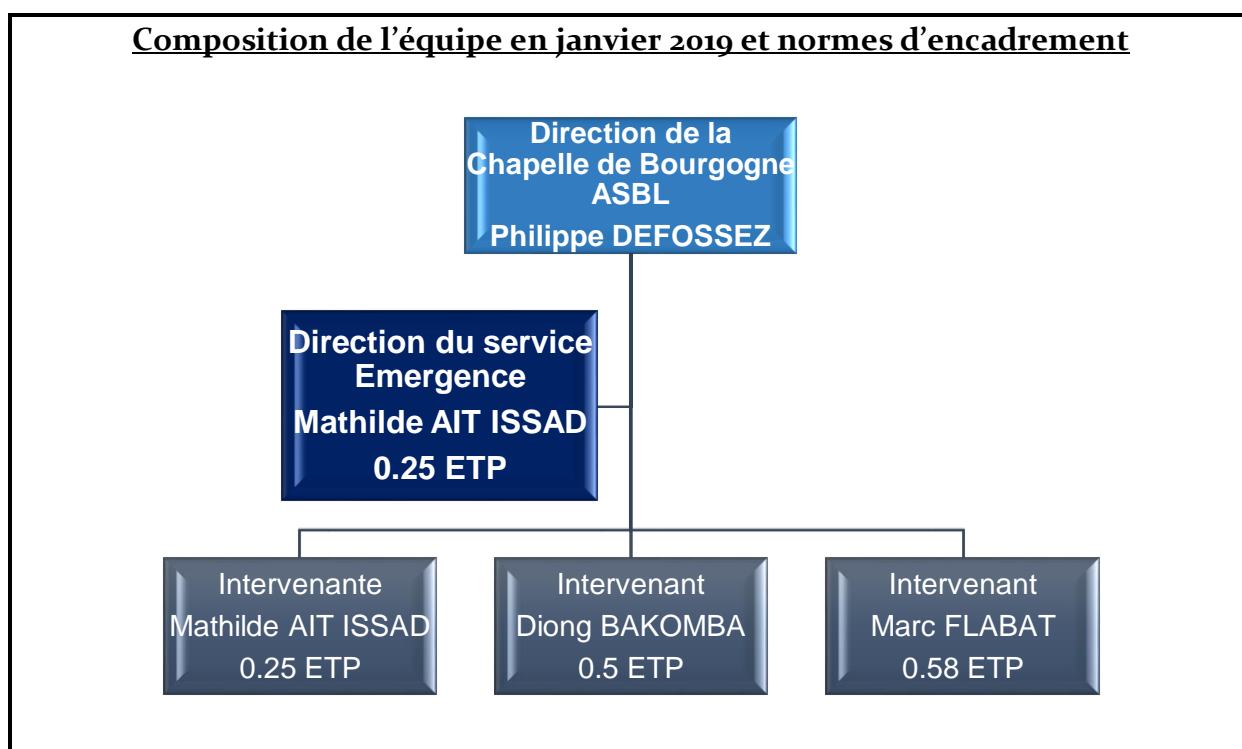 Composition de l’équipe en janvier 2019 et normes d’encadrement
Direction de la
Chapelle de Bourgogne
ASBL
Philippe DEFOSSEZ
Direction du service
Emergence
Mathilde AIT ISSAD
0.25 ETP
Intervenante
Mathilde AIT ISSAD
0.25 ETP
Intervenant
Diong BAKOMBA
0.5 ETP
Intervenant
Marc FLABAT
0.58 ETP